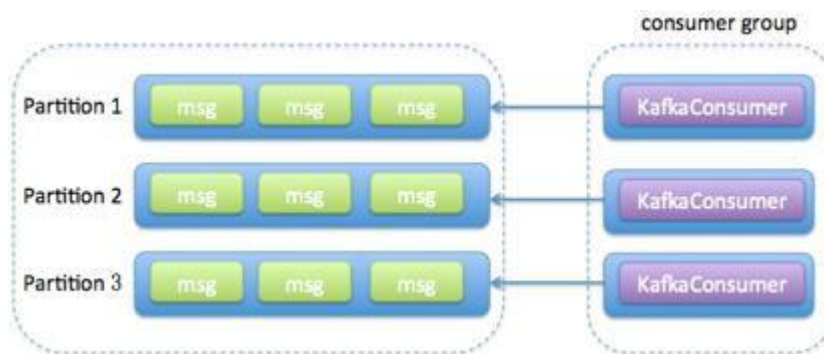 consumer group
Partition 1 msg msg msg KafkaConsumer
Partition 2 msg msg msg KafkaConsumer
Partition 3 msg msg msg KafkaConsumer